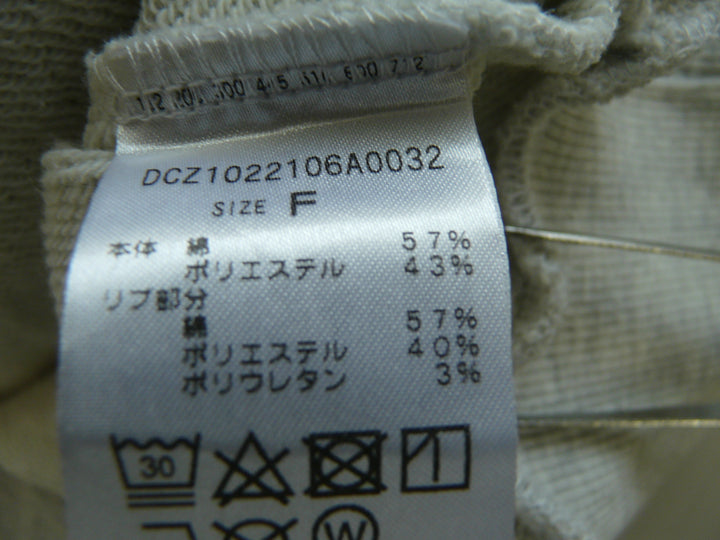 DCZ1022106A0032
SIZE F
本体 綿 57%
ポリエステル 43%
リブ部分
綿 57%
ポリエステル 40%
ポリウレタン 3%
30
W